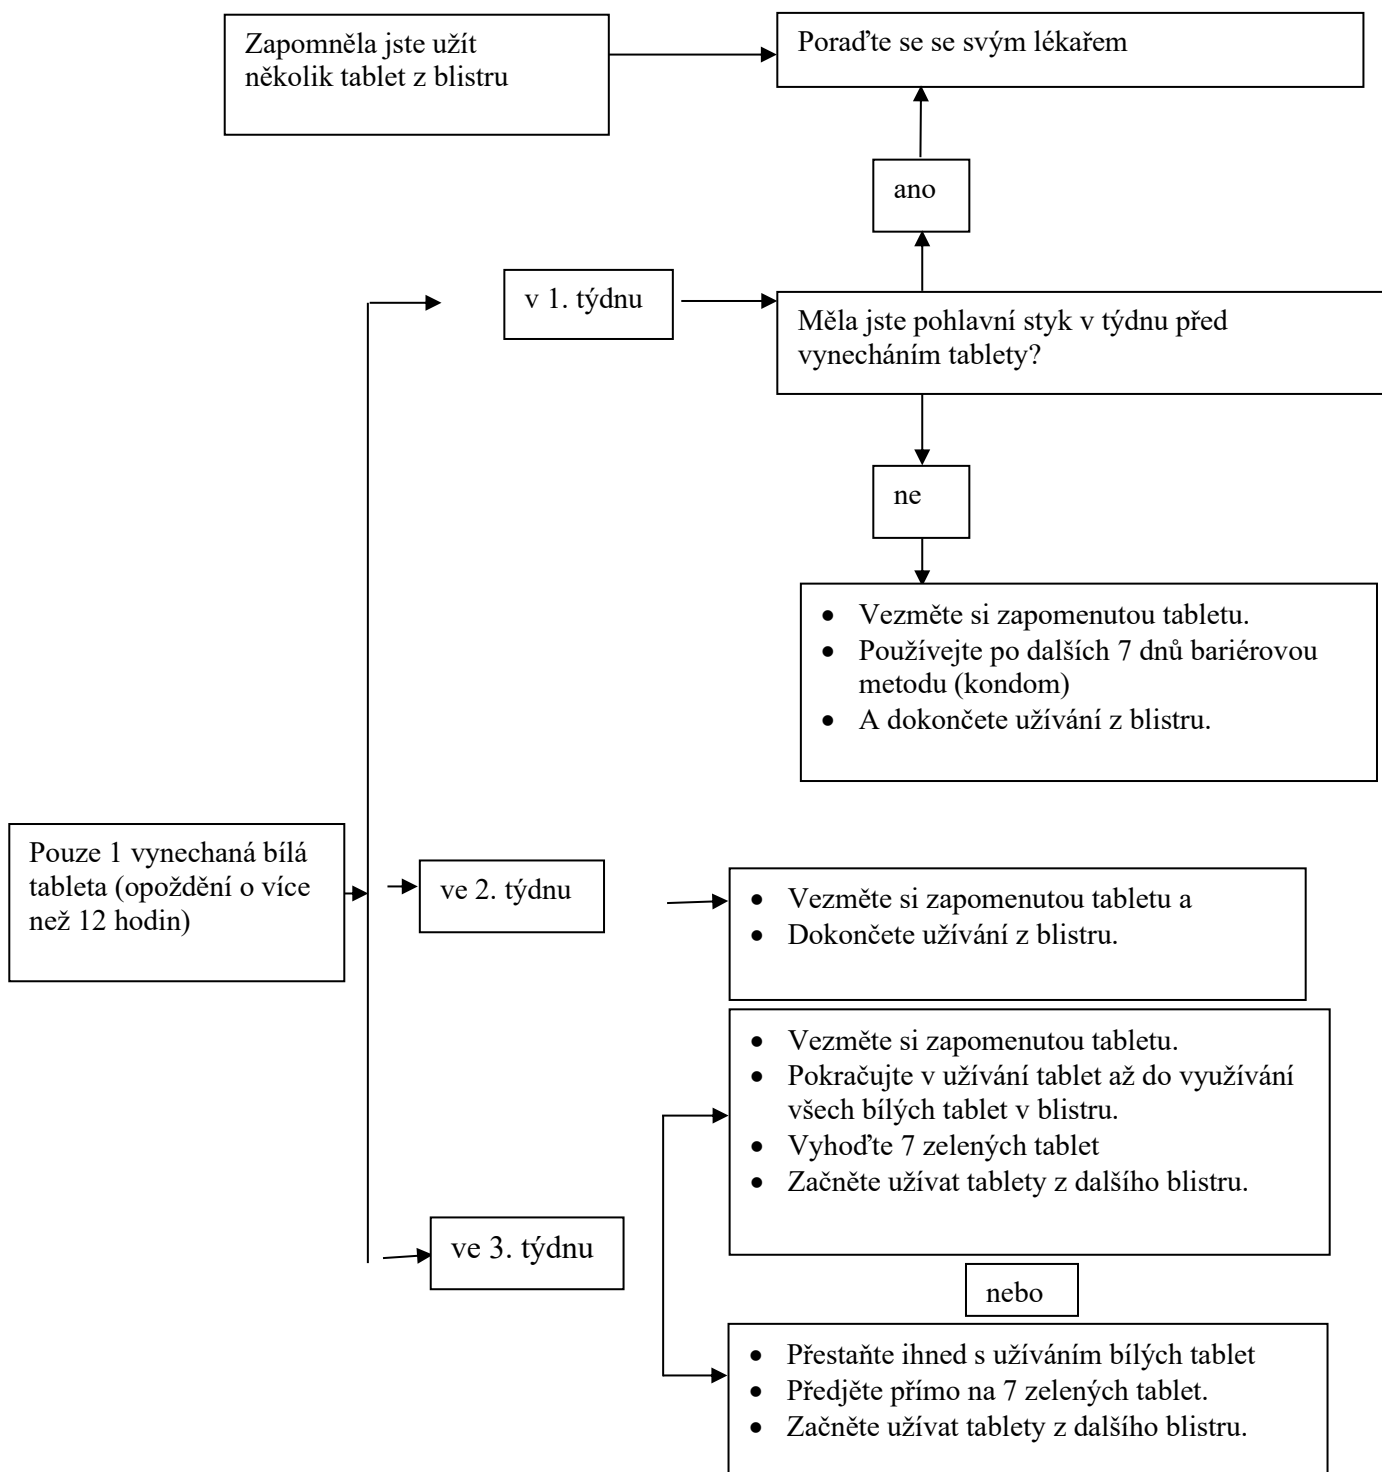 Zapomněla jste užít
několik tablet z blistru
Poraďte se se svým lékařem
ano
v 1. týdnu
Měla jste pohlavní styk v týdnu před
vynecháním tablety?
ne
• Vezměte si zapomenutou tabletu.
• Používejte po dalších 7 dnů bariérovou
metodu (kondom)
• A dokončete užívání z blistru.
Pouze 1 vynechaná bílá
tableta (opoždění o více
než 12 hodin)
ve 2. týdnu
• Vezměte si zapomenutou tabletu a
• Dokončete užívání z blistru.
• Vezměte si zapomenutou tabletu.
• Pokračujte v užívání tablet až do využívání
všech bílých tablet v blistru.
• Vyhoďte 7 zelených tablet
• Začněte užívat tablety z dalšího blistru.
ve 3. týdnu
nebo
• Přestaňte ihned s užíváním bílých tablet
• Předjěte přímo na 7 zelených tablet.
• Začněte užívat tablety z dalšího blistru.